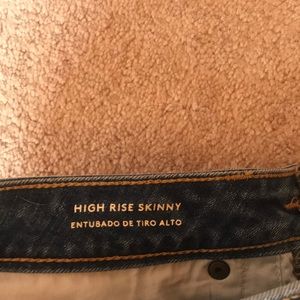 HIGH RISE SKINNY
ENTUBADO DE TIRO ALTO